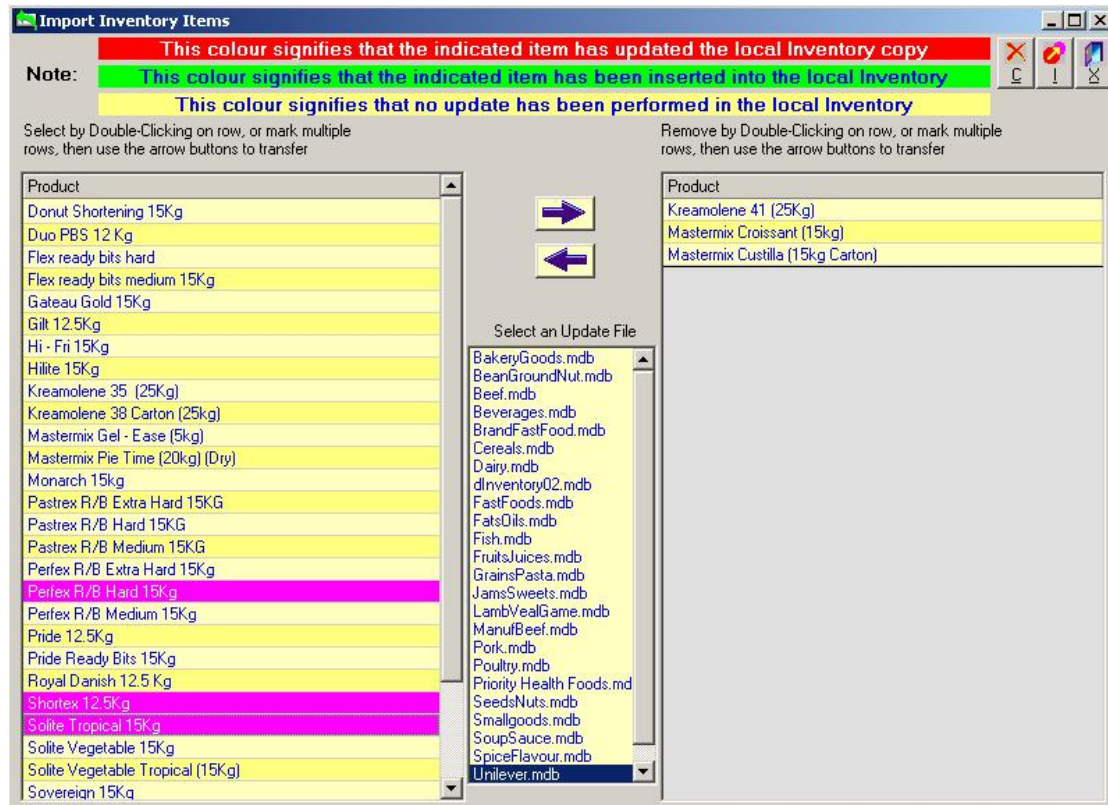 Import Inventory Items
Note:
This colour signifies that the indicated item has updated the local Inventory copy
This colour signifies that the indicated item has been inserted into the local Inventory
This colour signifies that no update has been performed in the local Inventory
C
I
X
Select by Double-Clicking on row, or mark multiple
rows, then use the arrow buttons to transfer
Product
Donut Shortening 15Kg
Duo PBS 12 Kg
Flex ready bits hard
Flex ready bits medium 15Kg
Gateau Gold 15Kg
Gilt 12.5Kg
Hi - Fri 15Kg
Hilite 15Kg
Kreamolene 35  (25Kg)
Kreamolene 38 Carton (25kg)
Mastermix Gel - Ease (5kg)
Mastermix Pie Time (20kg) (Dry)
Monarch 15kg
Pastrex R/B Extra Hard 15KG
Pastrex R/B Hard 15KG
Pastrex R/B Medium 15KG
Perfex R/B Extra Hard 15Kg
Perfex R/B Hard 15Kg
Perfex R/B Medium 15Kg
Pride 12.5Kg
Pride Ready Bits 15Kg
Royal Danish 12.5 Kg
Shortex 12.5Kg
Solite Tropical 15Kg
Solite Vegetable 15Kg
Solite Vegetable Tropical (15Kg)
Sovereign 15Kg
Select an Update File
BakeryGoods.mdb
BeanGroundNut.mdb
Beef.mdb
Beverages.mdb
BrandFastFood.mdb
Cereals.mdb
Dairy.mdb
dInventory02.mdb
FastFoods.mdb
FatsOils.mdb
Fish.mdb
FruitsJuices.mdb
GrainsPasta.mdb
JamsSweets.mdb
LambVealGame.mdb
ManufBeef.mdb
Pork.mdb
Poultry.mdb
Priority Health Foods.md
SeedsNuts.mdb
Smallgoods.mdb
SoupSauce.mdb
SpiceFlavour.mdb
Unilever.mdb
Remove by Double-Clicking on row, or mark multiple
rows, then use the arrow buttons to transfer
Product
Kreamolene 41 (25Kg)
Mastermix Croissant (15kg)
Mastermix Custilla (15kg Carton)